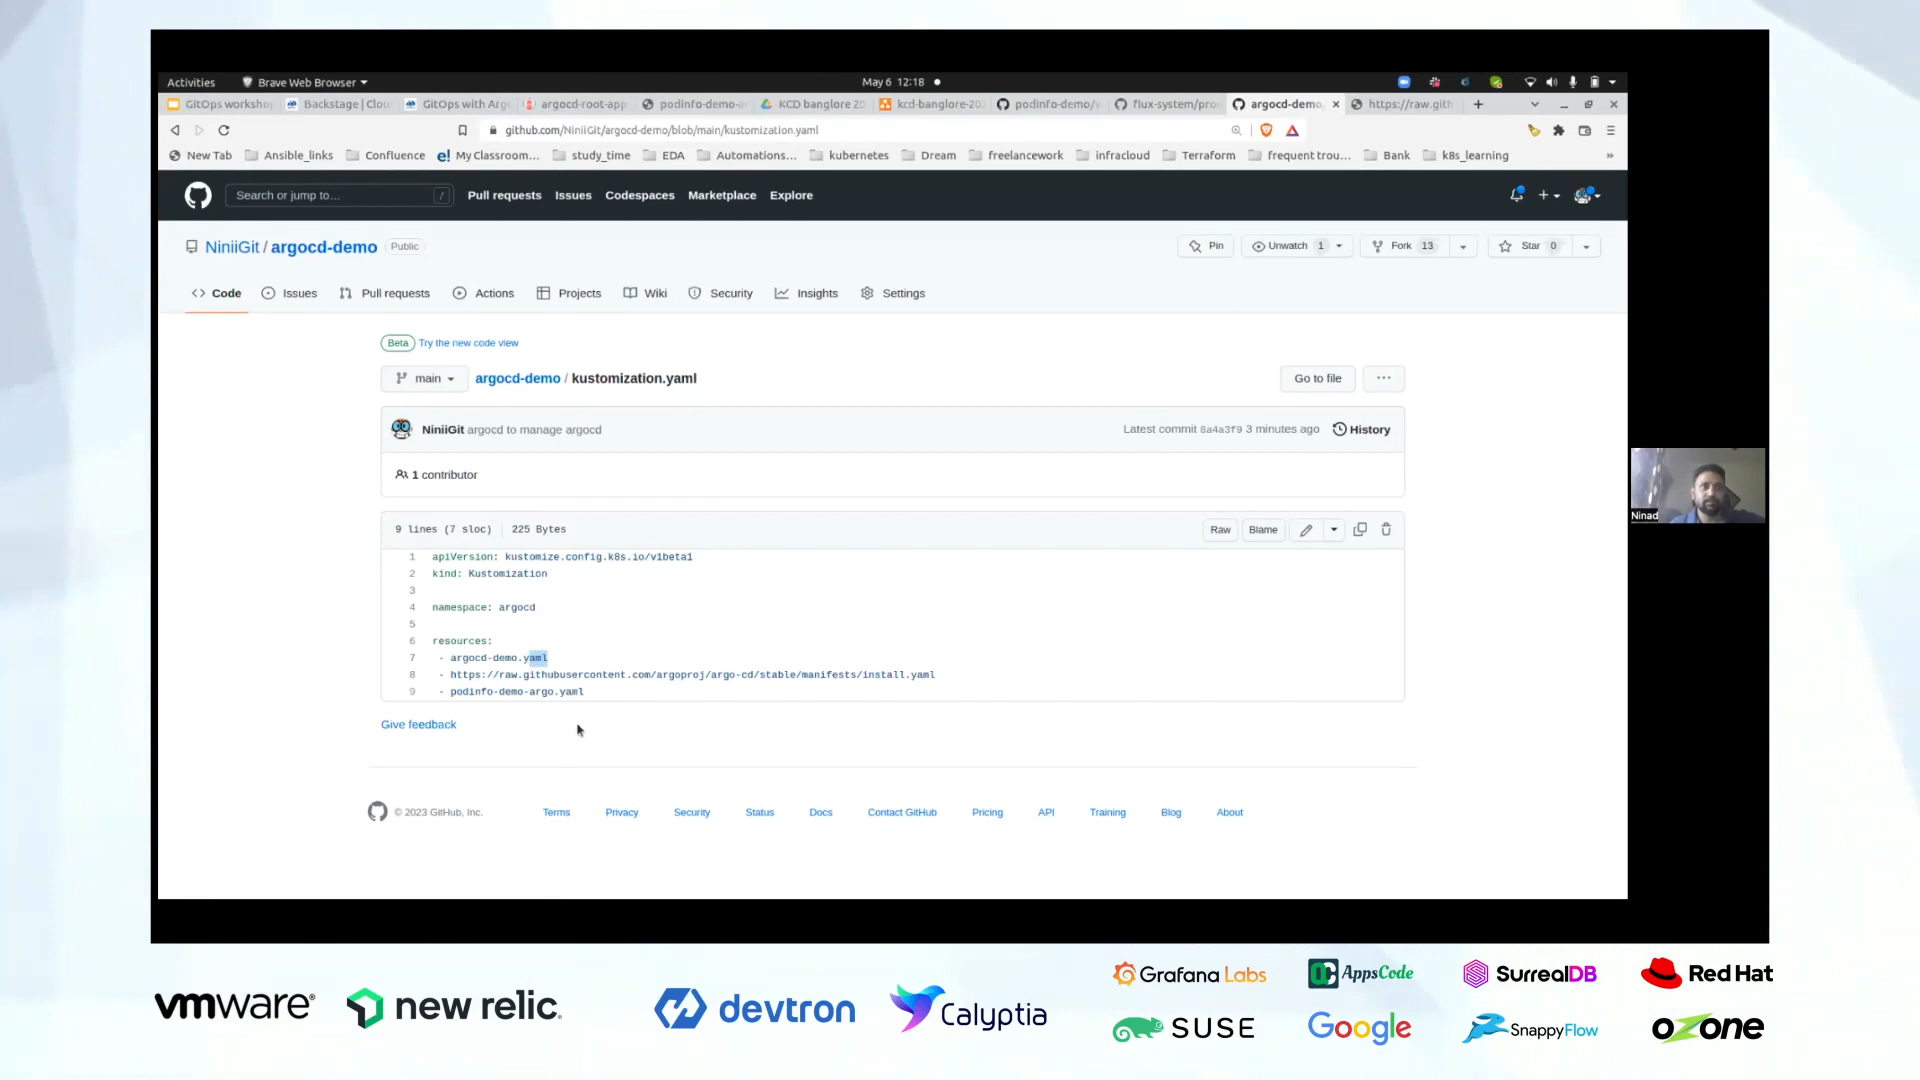 Activities Brave Web Browser May 6 12:18
GitOps worksho Backstage | Clou GitOps with Argo argocd-root-app podinfo-demo-ar KCD banglore 20 kcd-banglore-202 podinfo-demo/v flux-system/prod argocd-demo, https://raw.gith
github.com/NiniiGit/argocd-demo/blob/main/kustomization.yaml
New Tab Ansible_links Confluence My Classroom... study_time EDA Automations... kubernetes Dream freelancework infracloud Terraform frequent trou... Bank k8s_learning »
Search or jump to... / Pull requests Issues Codespaces Marketplace Explore
NiniiGit / argocd-demo Public Pin Unwatch 1 Fork 13 Star 0
Code Issues Pull requests Actions Projects Wiki Security Insights Settings
Beta Try the new code view
main argocd-demo / kustomization.yaml Go to file ...
NiniiGit argocd to manage argocd Latest commit 8a4a3f9 3 minutes ago History
1 contributor
9 lines (7 sloc) 225 Bytes Raw Blame
1 apiVersion: kustomize.config.k8s.io/v1beta1
2 kind: Kustomization
3
4 namespace: argocd
5
6 resources:
7 - argocd-demo.yaml
8 - https://raw.githubusercontent.com/argoproj/argo-cd/stable/manifests/install.yaml
9 - podinfo-demo-argo.yaml
Give feedback
© 2023 GitHub, Inc. Terms Privacy Security Status Docs Contact GitHub Pricing API Training Blog About
Ninad
vmware new relic. devtron Calyptia
Grafana Labs AppsCode SurrealDB Red Hat
SUSE Google SnappyFlow ozone